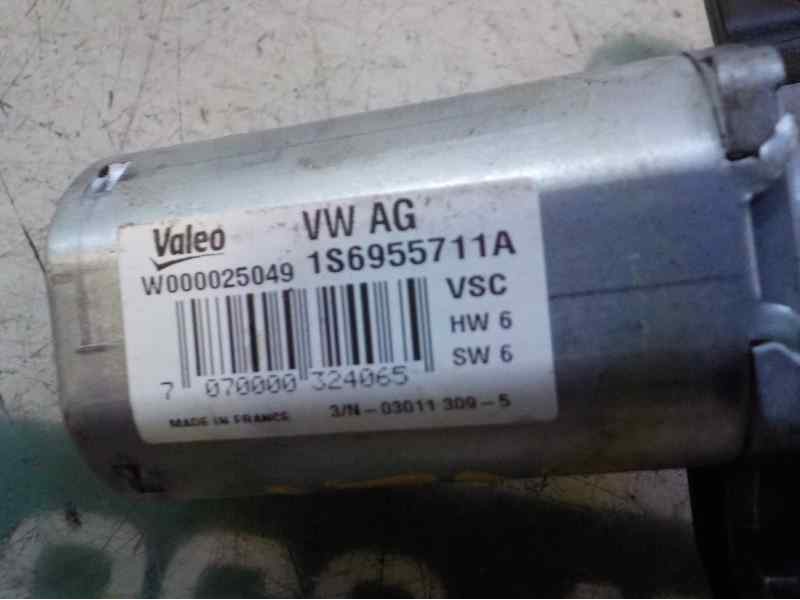 Valeo VW AG
W000025049 1S6955711A
VSC
HW 6
SW 6
7 070000 324065
MADE IN FRANCE 3/N-03011 309-5